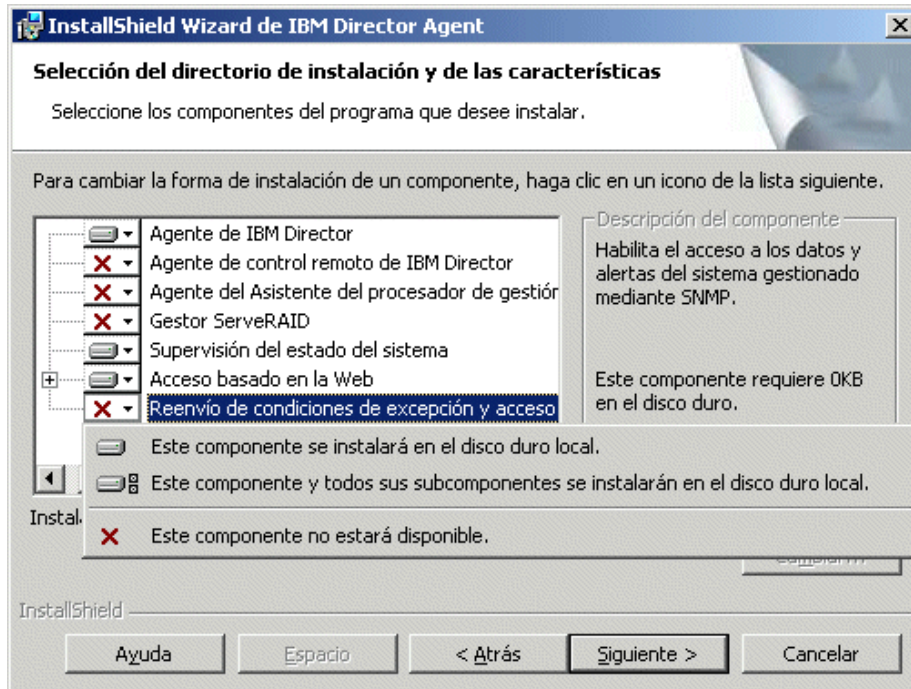 InstallShield Wizard de IBM Director Agent
Selección del directorio de instalación y de las características
Seleccione los componentes del programa que desee instalar.
Para cambiar la forma de instalación de un componente, haga clic en un icono de la lista siguiente.
Agente de IBM Director
Agente de control remoto de IBM Director
Agente del Asistente del procesador de gestión
Gestor ServeRAID
Supervisión del estado del sistema
Acceso basado en la Web
Reenvío de condiciones de excepción y acceso
Descripción del componente
Habilita el acceso a los datos y
alertas del sistema gestionado
mediante SNMP.
Este componente requiere 0KB
en el disco duro.
Este componente se instalará en el disco duro local.
Este componente y todos sus subcomponentes se instalarán en el disco duro local.
Este componente no estará disponible.
Instal
InstallShield
Ayuda
Espacio
< Atrás
Siguiente >
Cancelar